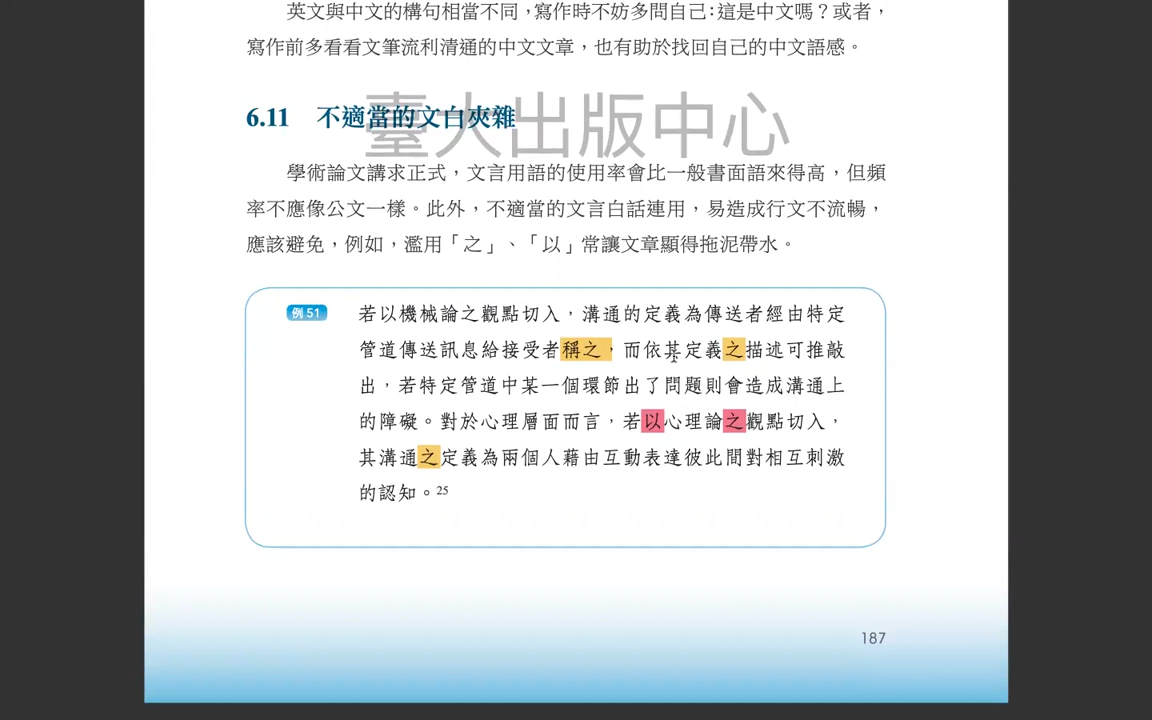 英文與中文的構句相當不同，寫作時不妨多問自己：這是中文嗎？或者，
寫作前多看看文筆流利清通的中文文章，也有助於找回自己的中文語感。
6.11 不適當的文白夾雜
臺大出版中心
學術論文講求正式，文言用語的使用率會比一般書面語來得高，但頻
率不應像公文一樣。此外，不適當的文言白話連用，易造成行文不流暢，
應該避免，例如，濫用「之」、「以」常讓文章顯得拖泥帶水。
例 51 若以機械論之觀點切入，溝通的定義為傳送者經由特定
管道傳送訊息給接受者稱之，而依其定義之描述可推敲
出，若特定管道中某一個環節出了問題則會造成溝通上
的障礙。對於心理層面而言，若以心理論之觀點切入，
其溝通之定義為兩個人藉由互動表達彼此間對相互刺激
的認知。25
187